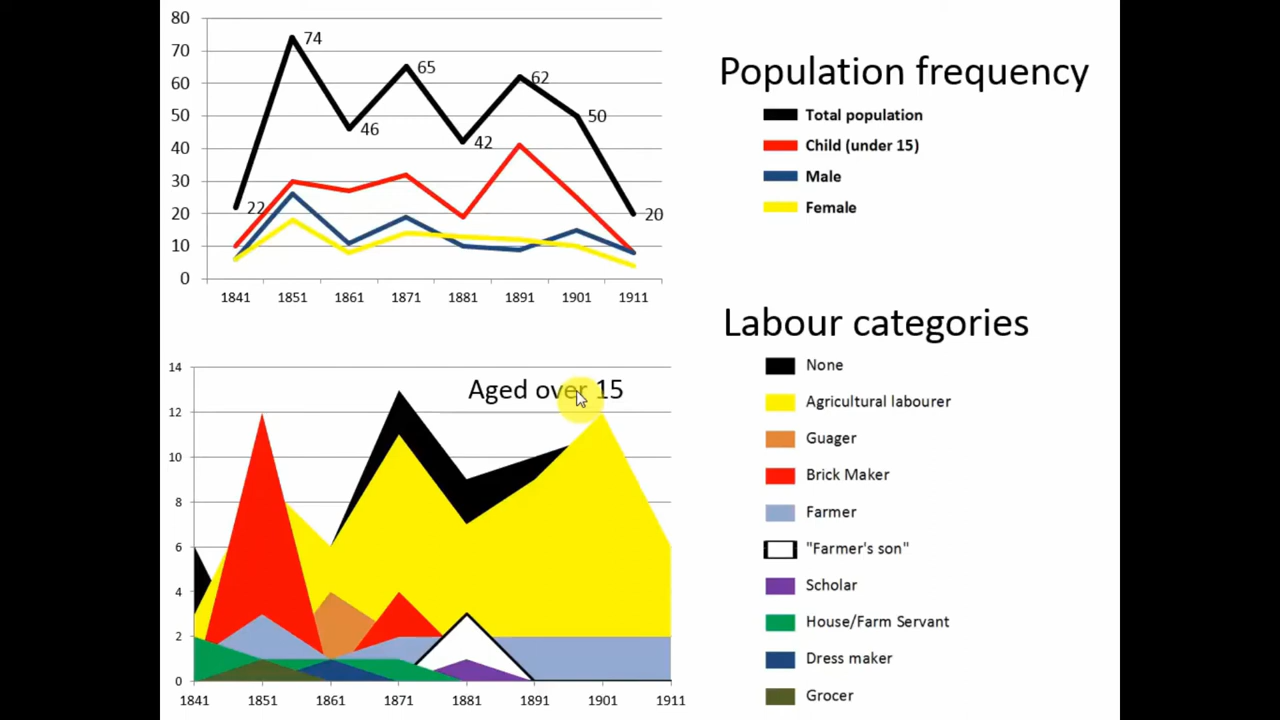 80
70
60
50
40
30
20
10
0
74
65
62
46
42
50
22
20
1841 1851 1861 1871 1881 1891 1901 1911
Population frequency
Total population
Child (under 15)
Male
Female
Aged over 15
14
12
10
8
6
4
2
0
1841 1851 1861 1871 1881 1891 1901 1911
Labour categories
None
Agricultural labourer
Guager
Brick Maker
Farmer
"Farmer's son"
Scholar
House/Farm Servant
Dress maker
Grocer